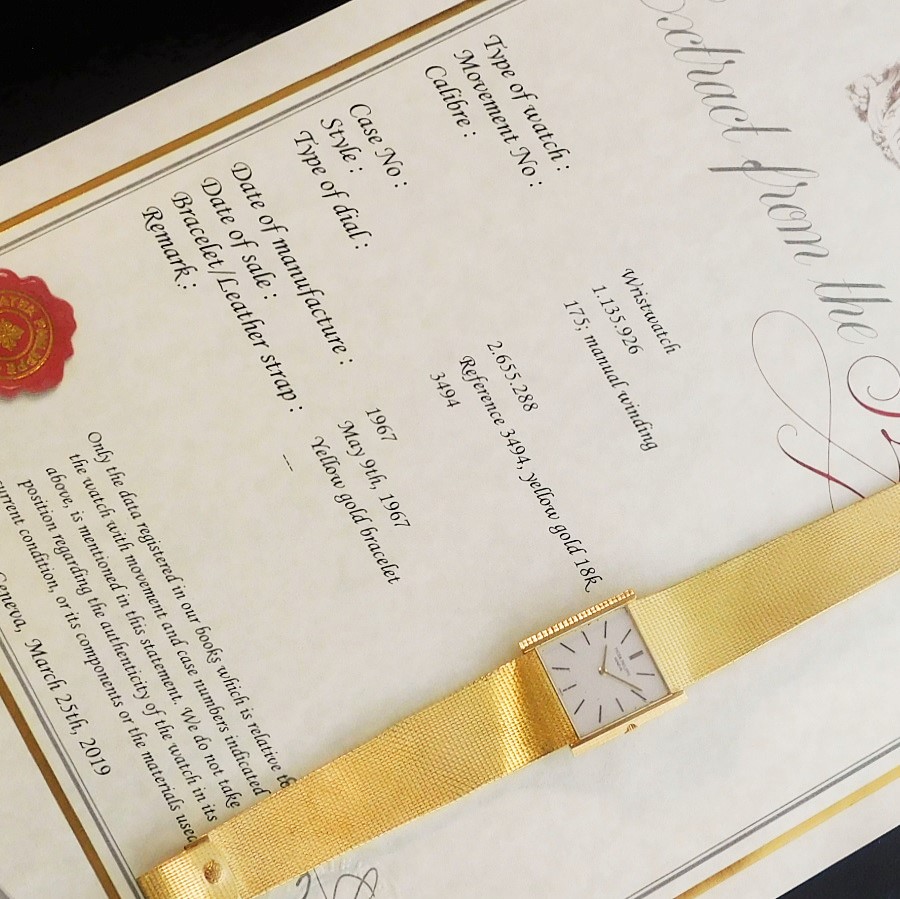 Extract from the
Type of watch : Wristwatch
Movement No : 1.135.926
Calibre : 175; manual winding
Case No : 2.655.288
Style : Reference 3494, yellow gold 18k
Type of dial : 3494
Date of manufacture : 1967
Date of sale : May 9th, 1967
Bracelet/Leather strap : Yellow gold bracelet
Remark : ---
Only the data registered in our books which is relative to
the watch with movement and case numbers indicated
above, is mentioned in this statement. We do not take
position regarding the authenticity of the watch in its
current condition, or its components or the materials used
Geneva, March 25th, 2019
PATEK PHILIPPE